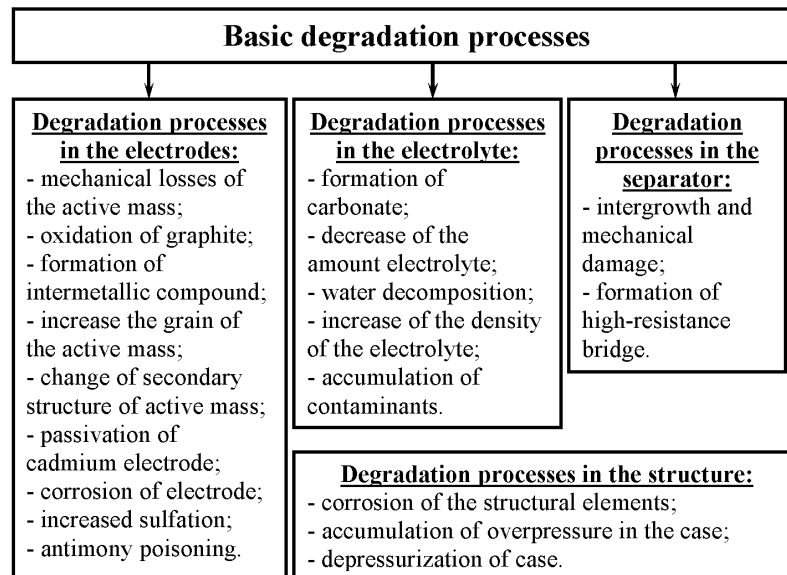 Basic degradation processes
Degradation processes
in the electrodes:
- mechanical losses of
the active mass;
- oxidation of graphite;
- formation of
intermetallic compound;
- increase the grain of
the active mass;
- change of secondary
structure of active mass;
- passivation of
cadmium electrode;
- corrosion of electrode;
- increased sulfation;
- antimony poisoning.
Degradation processes
in the electrolyte:
- formation of
carbonate;
- decrease of the
amount electrolyte;
- water decomposition;
- increase of the density
of the electrolyte;
- accumulation of
contaminants.
Degradation
processes in the
separator:
- intergrowth and
mechanical
damage;
- formation of
high-resistance
bridge.
Degradation processes in the structure:
- corrosion of the structural elements;
- accumulation of overpressure in the case;
- depressurization of case.